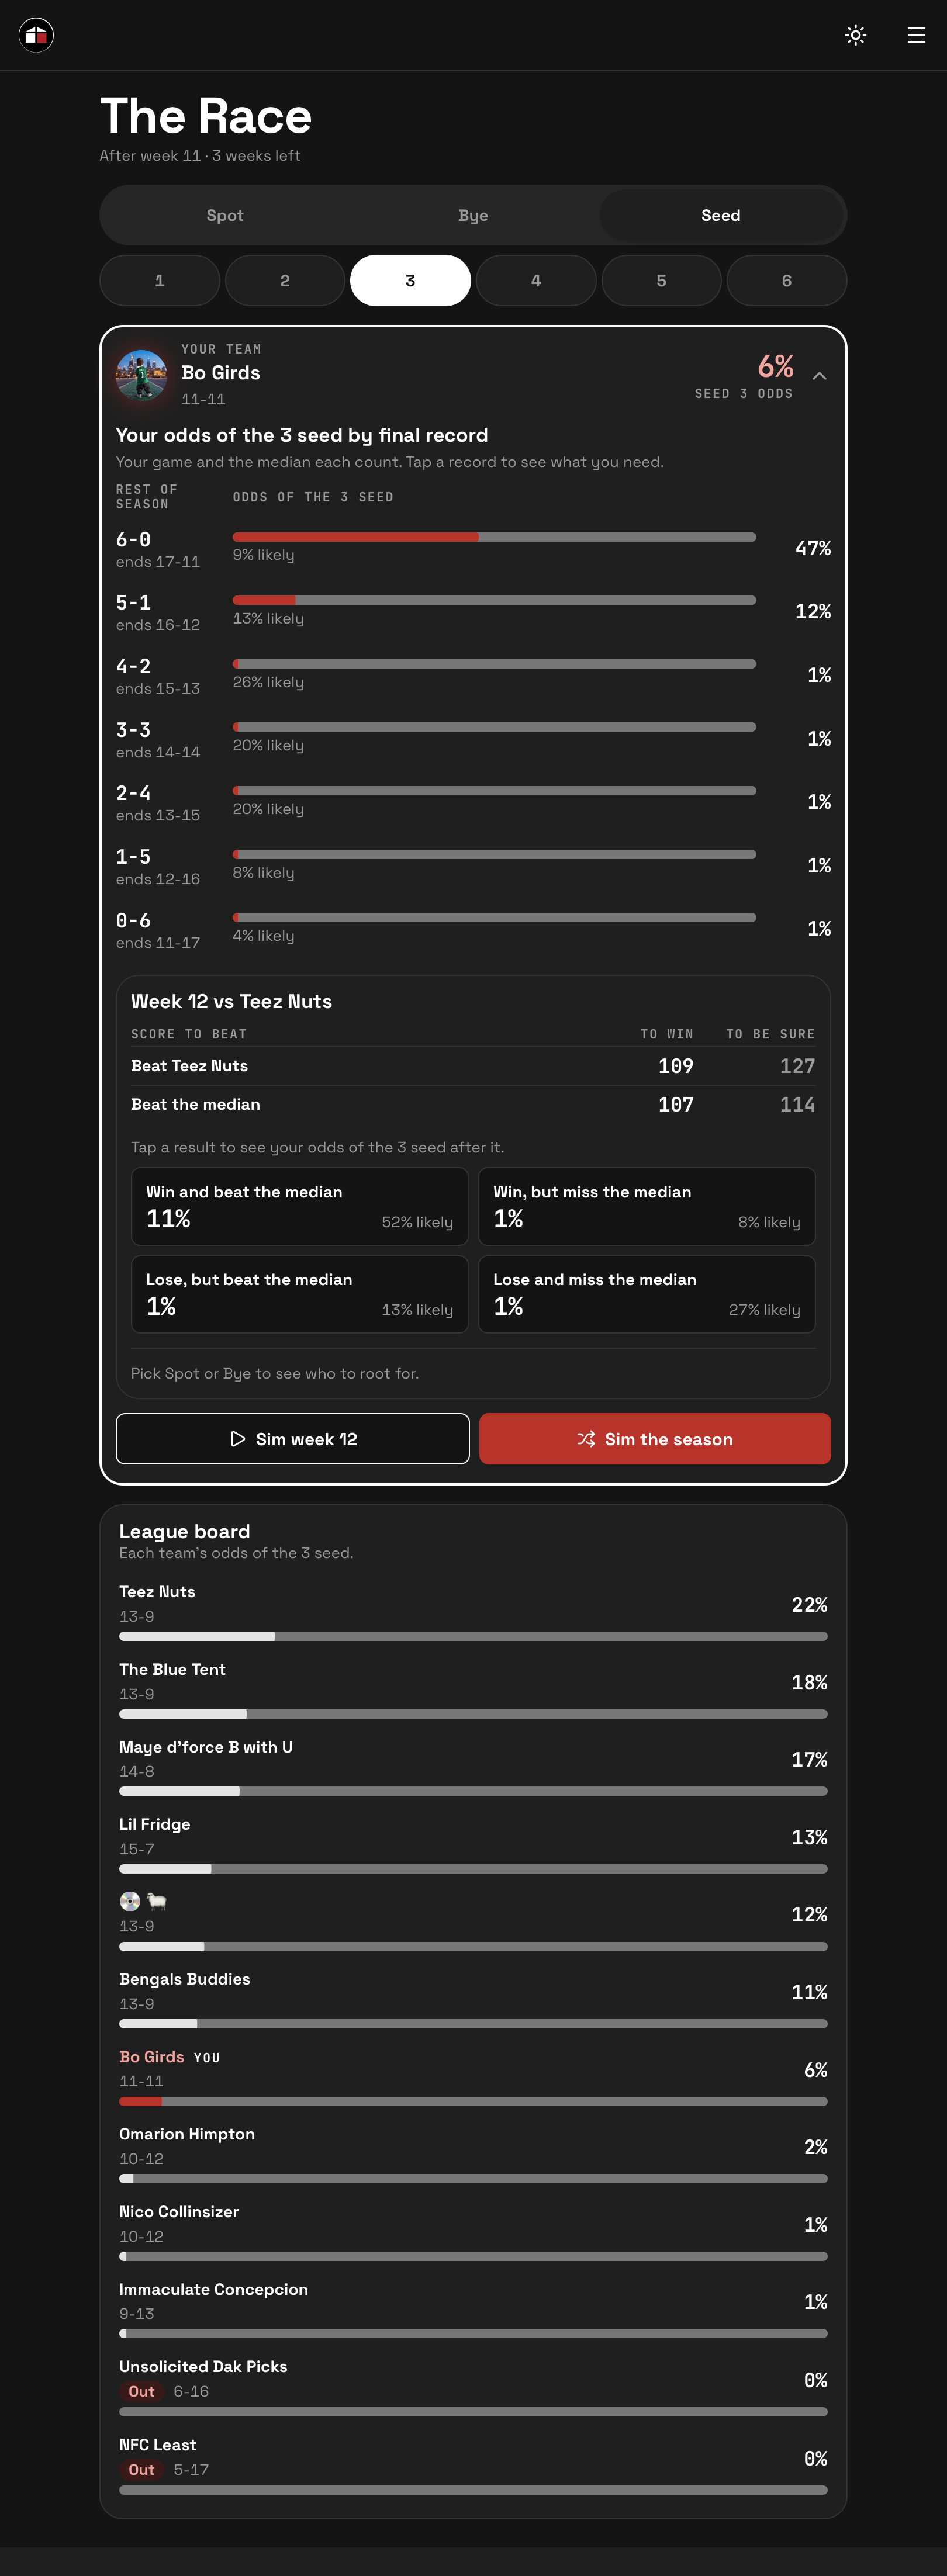 The Race
After week 11 · 3 weeks left
Spot Bye Seed
1 2 3 4 5 6
YOUR TEAM
Bo Girds
11-11
6%
SEED 3 ODDS
Your odds of the 3 seed by final record
Your game and the median each count. Tap a record to see what you need.
REST OF SEASON
ODDS OF THE 3 SEED
6-0
ends 17-11
9% likely
47%
5-1
ends 16-12
13% likely
12%
4-2
ends 15-13
26% likely
1%
3-3
ends 14-14
20% likely
1%
2-4
ends 13-15
20% likely
1%
1-5
ends 12-16
8% likely
1%
0-6
ends 11-17
4% likely
1%
Week 12 vs Teez Nuts
SCORE TO BEAT TO WIN TO BE SURE
Beat Teez Nuts 109 127
Beat the median 107 114
Tap a result to see your odds of the 3 seed after it.
Win and beat the median
11% 52% likely
Win, but miss the median
1% 8% likely
Lose, but beat the median
1% 13% likely
Lose and miss the median
1% 27% likely
Pick Spot or Bye to see who to root for.
Sim week 12
Sim the season
League board
Each team's odds of the 3 seed.
Teez Nuts
13-9
22%
The Blue Tent
13-9
18%
Maye d'force B with U
14-8
17%
Lil Fridge
15-7
13%
💿 🐑
13-9
12%
Bengals Buddies
13-9
11%
Bo Girds YOU
11-11
6%
Omarion Himpton
10-12
2%
Nico Collinsizer
10-12
1%
Immaculate Concepcion
9-13
1%
Unsolicited Dak Picks
Out 6-16
0%
NFC Least
Out 5-17
0%